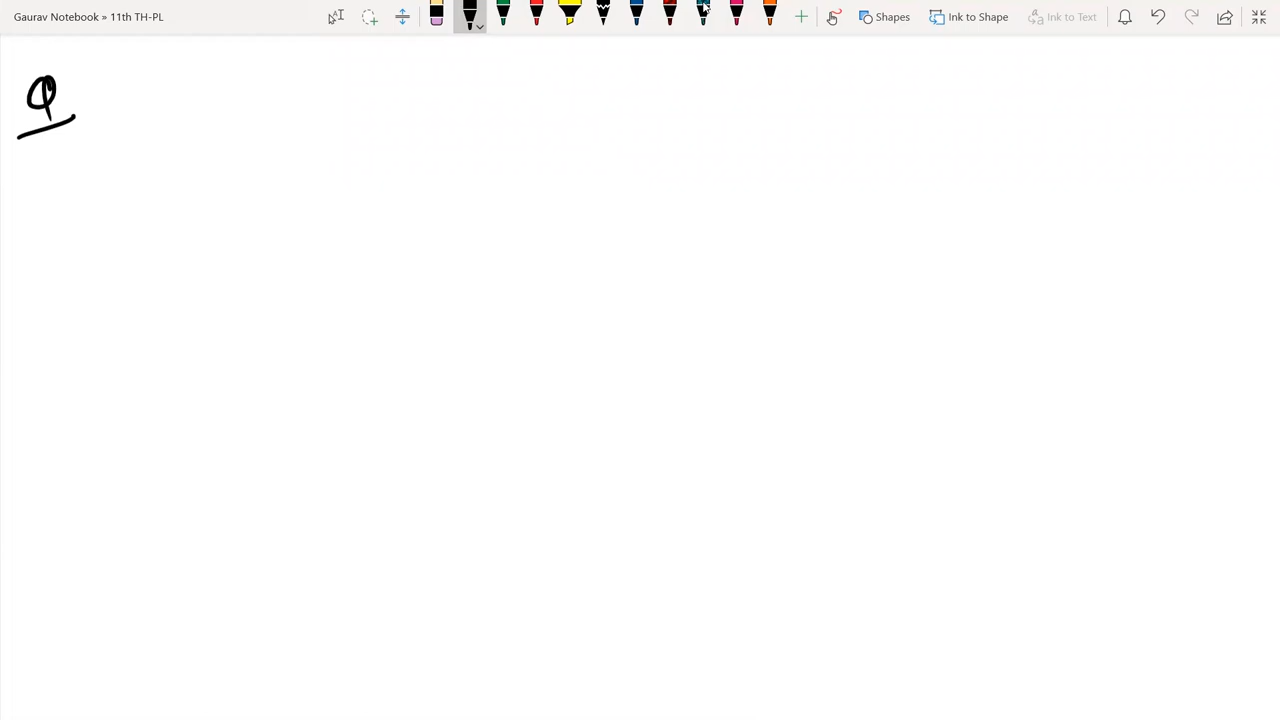 Gaurav Notebook » 11th TH-PL
Shapes
Ink to Shape
Ink to Text
Q